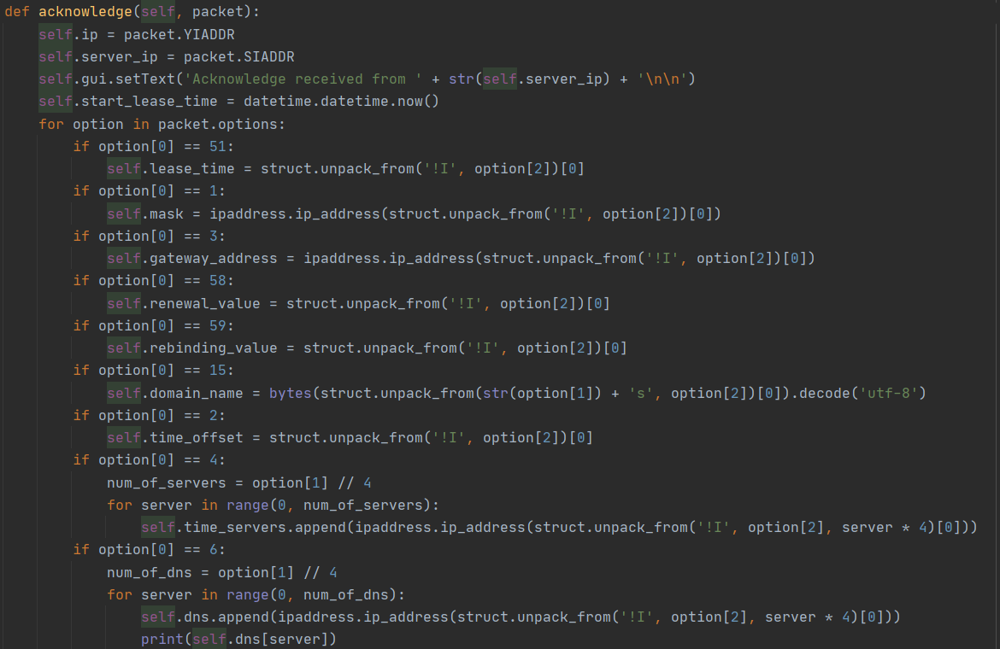 def acknowledge(self, packet):
    self.ip = packet.YIADDR
    self.server_ip = packet.SIADDR
    self.gui.setText('Acknowledge received from ' + str(self.server_ip) + '\n\n')
    self.start_lease_time = datetime.datetime.now()
    for option in packet.options:
        if option[0] == 51:
            self.lease_time = struct.unpack_from('!I', option[2])[0]
        if option[0] == 1:
            self.mask = ipaddress.ip_address(struct.unpack_from('!I', option[2])[0])
        if option[0] == 3:
            self.gateway_address = ipaddress.ip_address(struct.unpack_from('!I', option[2])[0])
        if option[0] == 58:
            self.renewal_value = struct.unpack_from('!I', option[2])[0]
        if option[0] == 59:
            self.rebinding_value = struct.unpack_from('!I', option[2])[0]
        if option[0] == 15:
            self.domain_name = bytes(struct.unpack_from(str(option[1]) + 's', option[2])[0]).decode('utf-8')
        if option[0] == 2:
            self.time_offset = struct.unpack_from('!I', option[2])[0]
        if option[0] == 4:
            num_of_servers = option[1] // 4
            for server in range(0, num_of_servers):
                self.time_servers.append(ipaddress.ip_address(struct.unpack_from('!I', option[2], server * 4)[0]))
        if option[0] == 6:
            num_of_dns = option[1] // 4
            for server in range(0, num_of_dns):
                self.dns.append(ipaddress.ip_address(struct.unpack_from('!I', option[2], server * 4)[0]))
                print(self.dns[server])